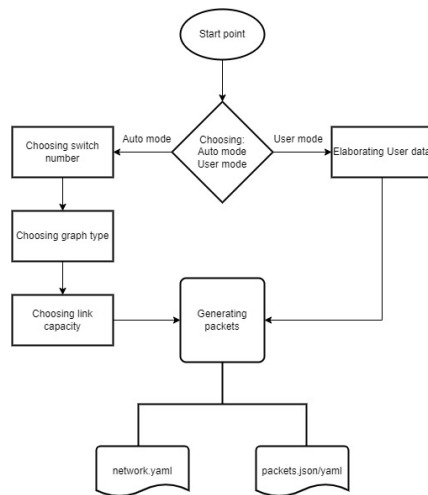 Start point
Choosing:
Auto mode
User mode
Auto mode
User mode
Choosing switch
number
Elaborating User data
Choosing graph type
Choosing link
capacity
Generating
packets
network.yaml
packets.json/yaml